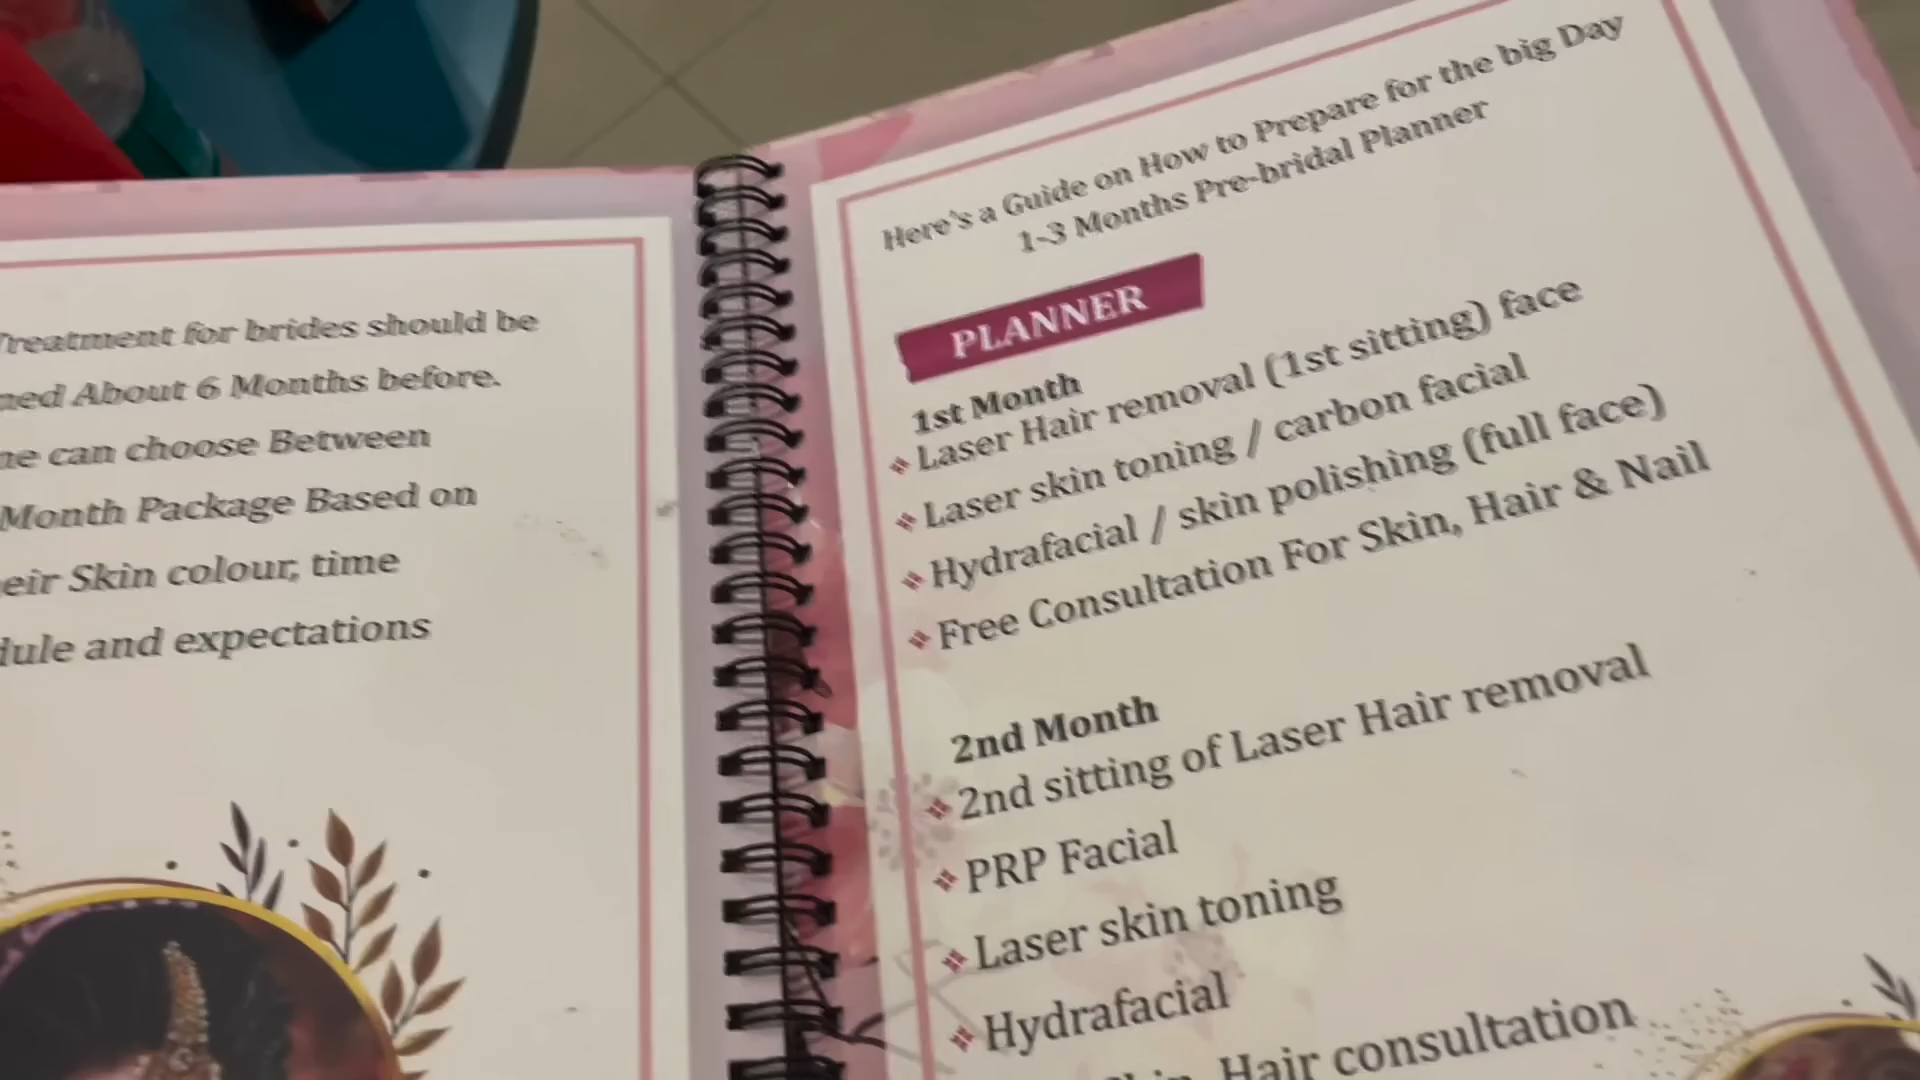 Treatment for brides should be
About 6 Months before.
can choose Between
Month Package Based on
Skin colour, time
and expectations
Here's a Guide on How to Prepare for the big Day
1-3 Months Pre-bridal Planner
PLANNER
1st Month
Laser Hair removal (1st sitting) face
Laser skin toning / carbon facial
Hydrafacial / skin polishing (full face)
Free Consultation For Skin, Hair & Nail
2nd Month
2nd sitting of Laser Hair removal
PRP Facial
Laser skin toning
Hydrafacial
Hair consultation